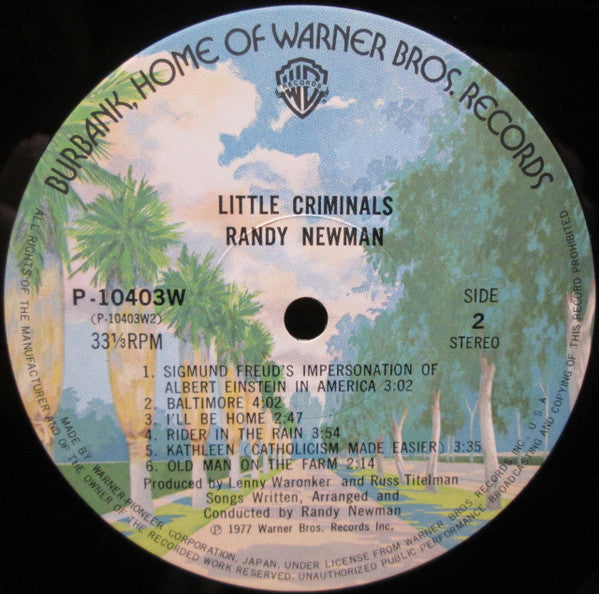 BURBANK, HOME OF WARNER BROS. RECORDS
WB
RECORDS
LITTLE CRIMINALS
RANDY NEWMAN
P-10403W
(P-10403W2)
33⅓RPM
SIDE
2
STEREO
1. SIGMUND FREUD'S IMPERSONATION OF
ALBERT EINSTEIN IN AMERICA 3:02
2. BALTIMORE 4:02
3. I'LL BE HOME 2:47
4. RIDER IN THE RAIN 3:54
5. KATHLEEN (CATHOLICISM MADE EASIER) 3:35
6. OLD MAN ON THE FARM 2:14
Produced by Lenny Waronker and Russ Titelman
Songs Written, Arranged and
Conducted by Randy Newman
℗ 1977 Warner Bros. Records Inc.
MADE BY WARNER-PIONEER CORPORATION, JAPAN, UNDER LICENSE FROM WARNER BROS. RECORDS INC., U.S.A.
ALL RIGHTS OF THE MANUFACTURER AND OF THE OWNER OF THE RECORDED WORK RESERVED. UNAUTHORIZED PUBLIC PERFORMANCE, BROADCASTING AND COPYING OF THIS RECORD PROHIBITED.